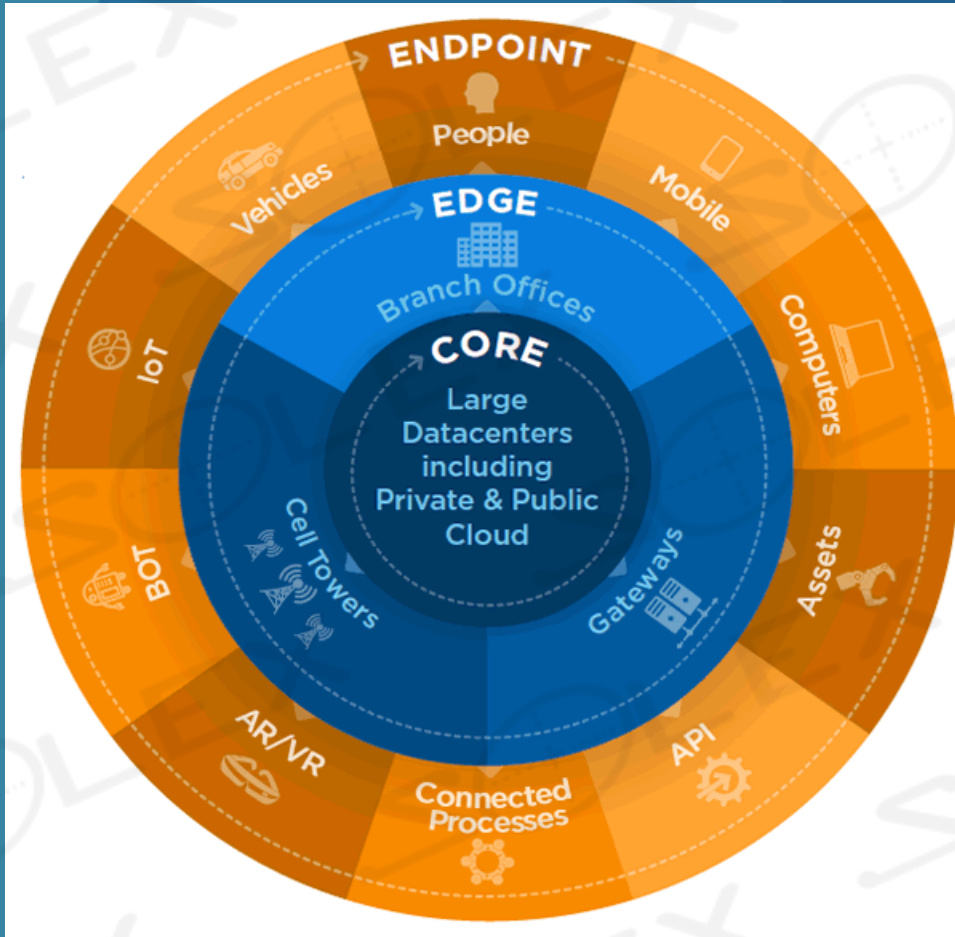 ENDPOINT
People
Mobile
Computers
Assets
API
Connected
Processes
AR/VR
BOT
IoT
Vehicles
EDGE
Branch Offices
Gateways
Cell Towers
CORE
Large
Datacenters
including
Private & Public
Cloud
SOLEX